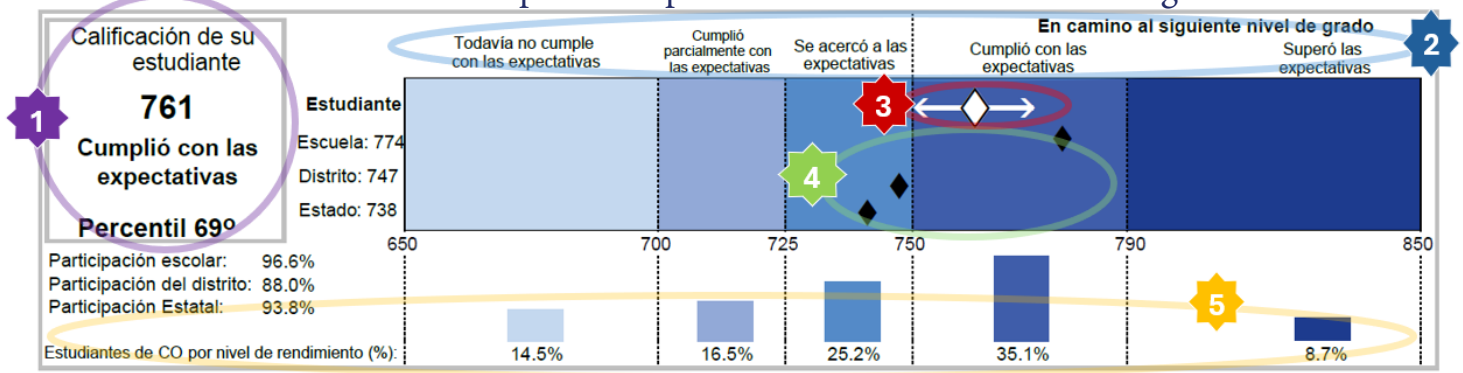 Calificación de su
estudiante
761
Cumplió con las
expectativas
Percentil 69º
1
En camino al siguiente nivel de grado
2
Todavía no cumple
con las expectativas
Cumplió
parcialmente con
las expectativas
Se acercó a las
expectativas
Cumplió con las
expectativas
Superó las
expectativas
Estudiante
3
Escuela: 774
Distrito: 747
4
Estado: 738
650
700
725
750
790
850
Participación escolar: 96.6%
Participación del distrito: 88.0%
Participación Estatal: 93.8%
5
Estudiantes de CO por nivel de rendimiento (%): 14.5% 16.5% 25.2% 35.1% 8.7%